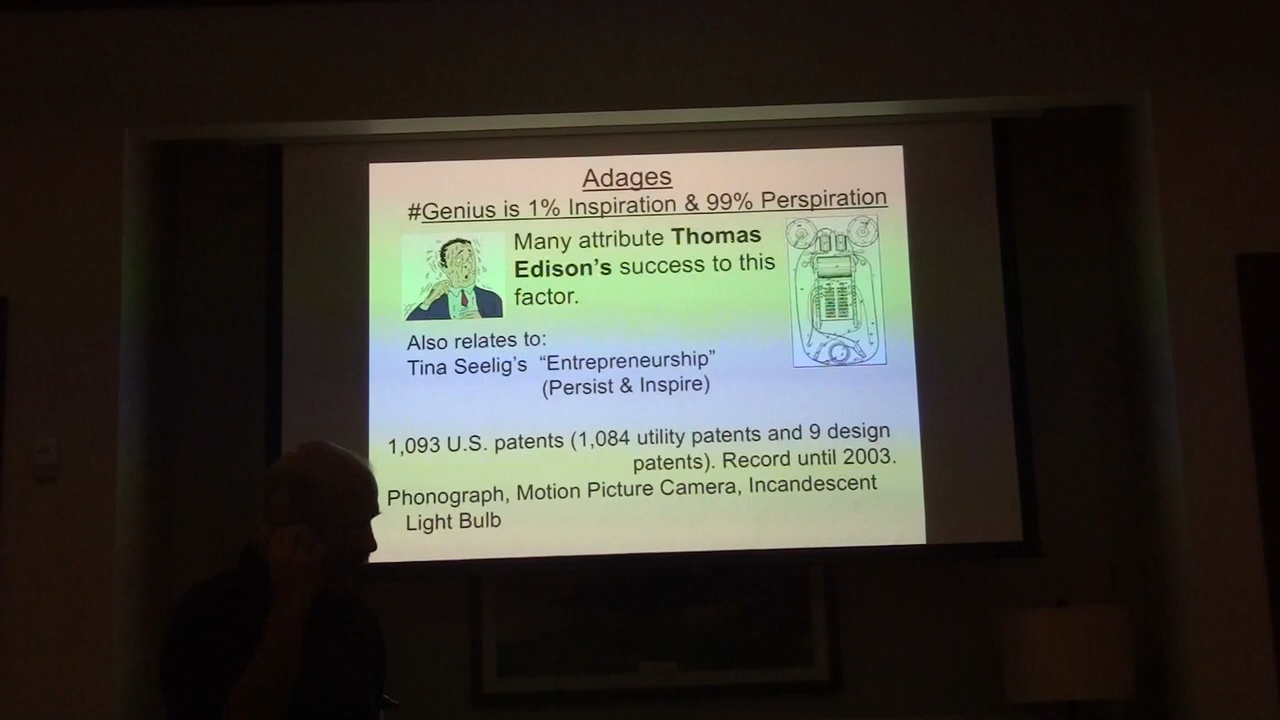 Adages
#Genius is 1% Inspiration & 99% Perspiration
Many attribute Thomas
Edison's success to this
factor.
Also relates to:
Tina Seelig's “Entrepreneurship”
(Persist & Inspire)
1,093 U.S. patents (1,084 utility patents and 9 design
patents). Record until 2003.
Phonograph, Motion Picture Camera, Incandescent
Light Bulb